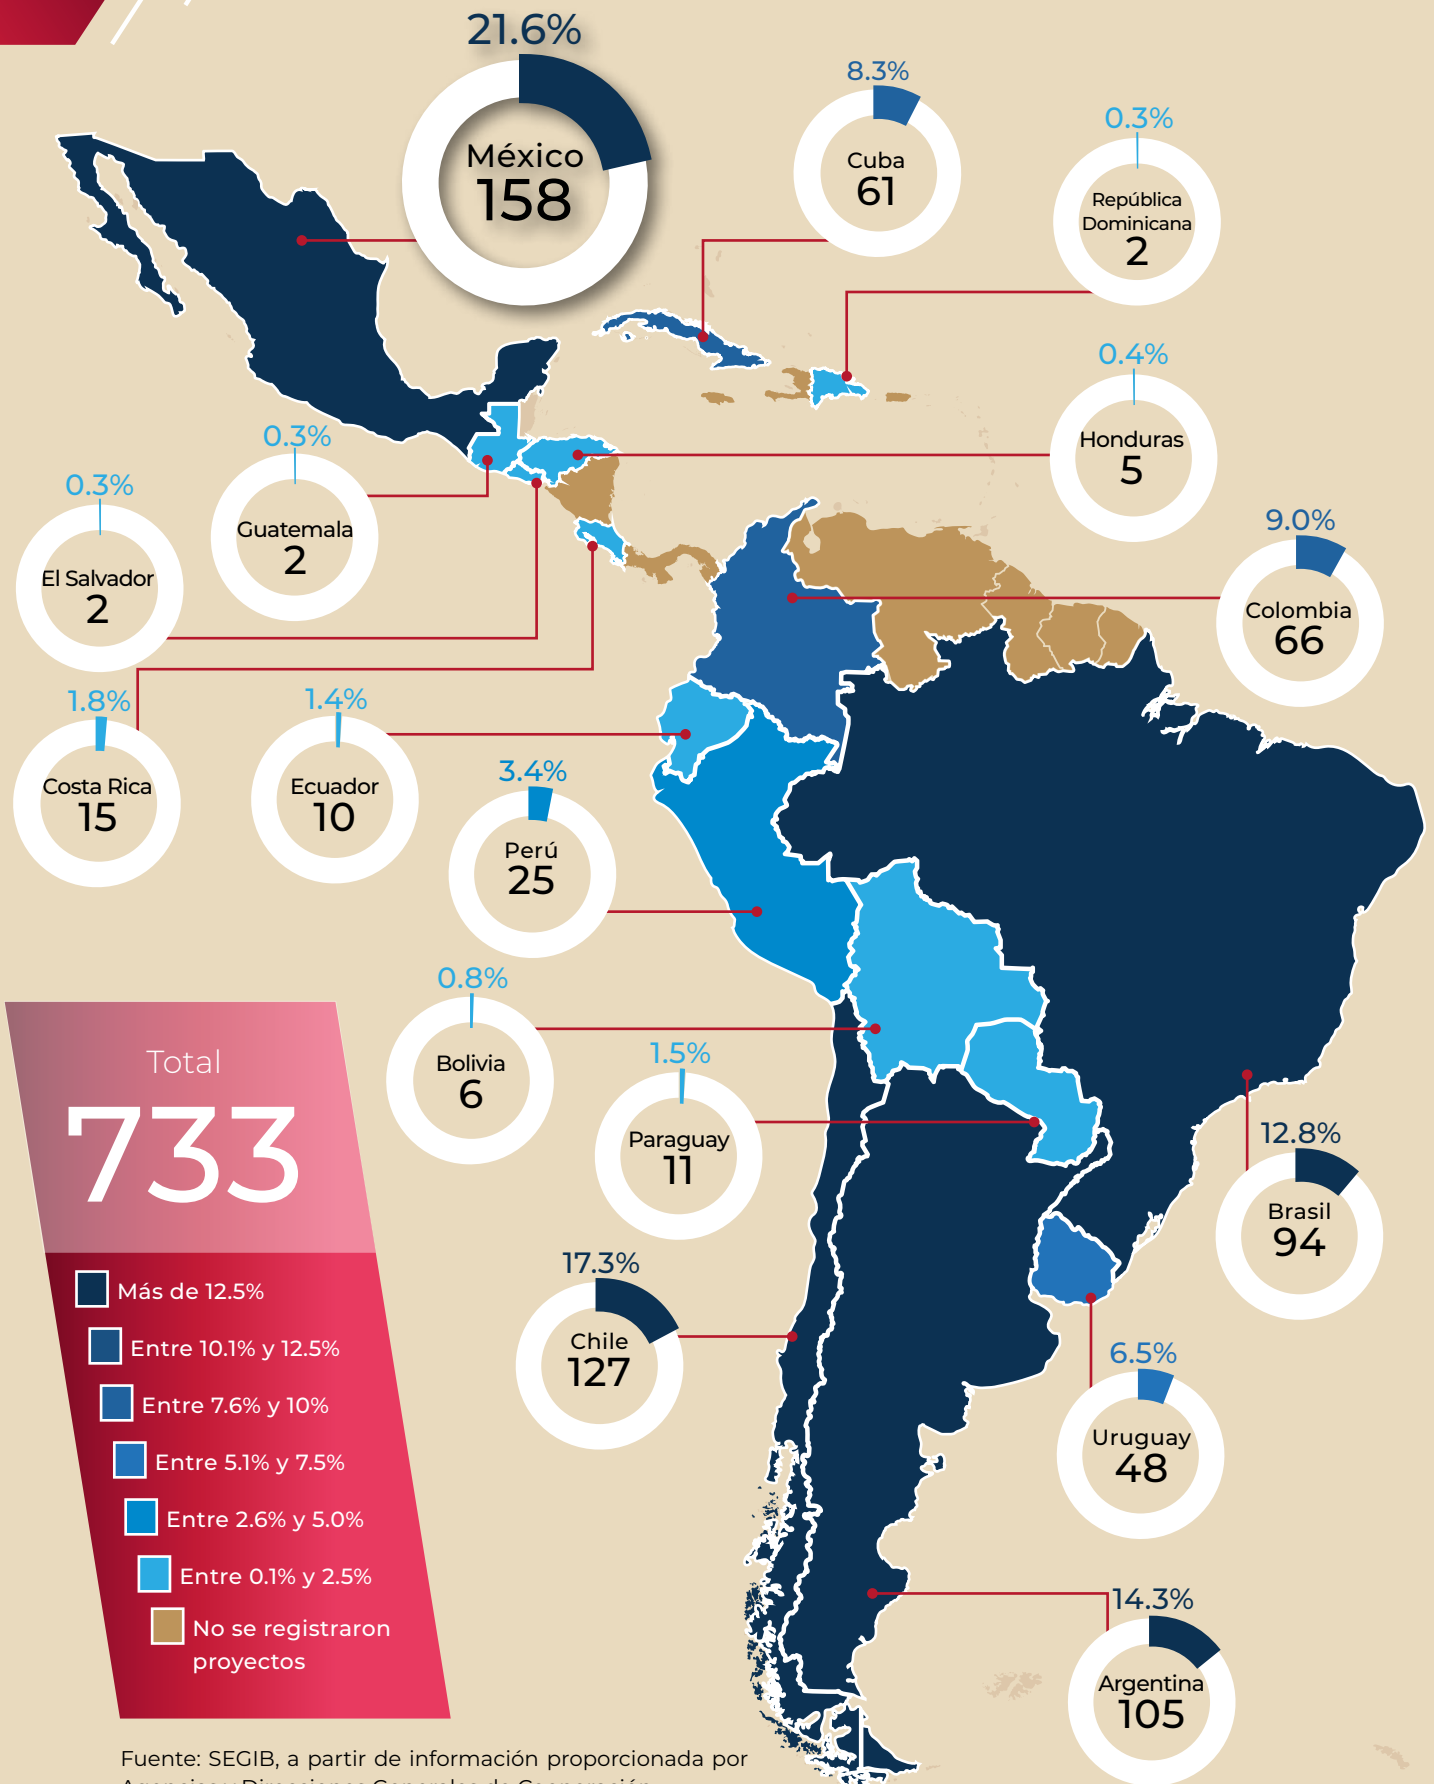 21.6%
México
158
8.3%
Cuba
61
0.3%
República
Dominicana
2
0.4%
Honduras
5
0.3%
Guatemala
2
0.3%
El Salvador
2
9.0%
Colombia
66
1.8%
Costa Rica
15
1.4%
Ecuador
10
3.4%
Perú
25
0.8%
Bolivia
6
1.5%
Paraguay
11
12.8%
Brasil
94
17.3%
Chile
127
6.5%
Uruguay
48
14.3%
Argentina
105
Total
733
Más de 12.5%
Entre 10.1% y 12.5%
Entre 7.6% y 10%
Entre 5.1% y 7.5%
Entre 2.6% y 5.0%
Entre 0.1% y 2.5%
No se registraron
proyectos
Fuente: SEGIB, a partir de información proporcionada por
Agencias y Direcciones Generales de Cooperación